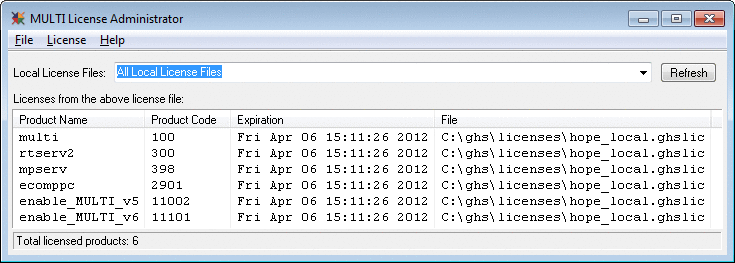 MULTI License Administrator
File License Help
Local License Files: All Local License Files Refresh
Licenses from the above license file:
Product Name Product Code Expiration File
multi 100 Fri Apr 06 15:11:26 2012 C:\ghs\licenses\hope_local.ghslic
rtserv2 300 Fri Apr 06 15:11:26 2012 C:\ghs\licenses\hope_local.ghslic
mpserv 398 Fri Apr 06 15:11:26 2012 C:\ghs\licenses\hope_local.ghslic
ecomppc 2901 Fri Apr 06 15:11:26 2012 C:\ghs\licenses\hope_local.ghslic
enable_MULTI_v5 11002 Fri Apr 06 15:11:26 2012 C:\ghs\licenses\hope_local.ghslic
enable_MULTI_v6 11101 Fri Apr 06 15:11:26 2012 C:\ghs\licenses\hope_local.ghslic
Total licensed products: 6